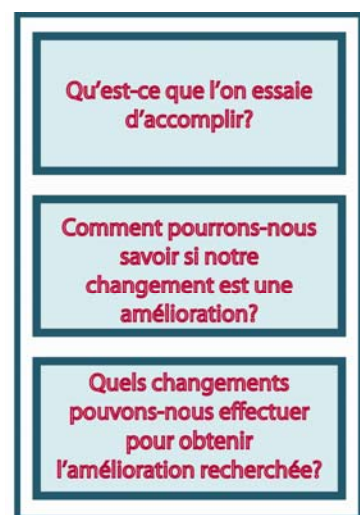 Qu’est-ce que l’on essaie
d’accomplir?
Comment pourrons-nous
savoir si notre
changement est une
amélioration?
Quels changements
pouvons-nous effectuer
pour obtenir
l’amélioration recherchée?